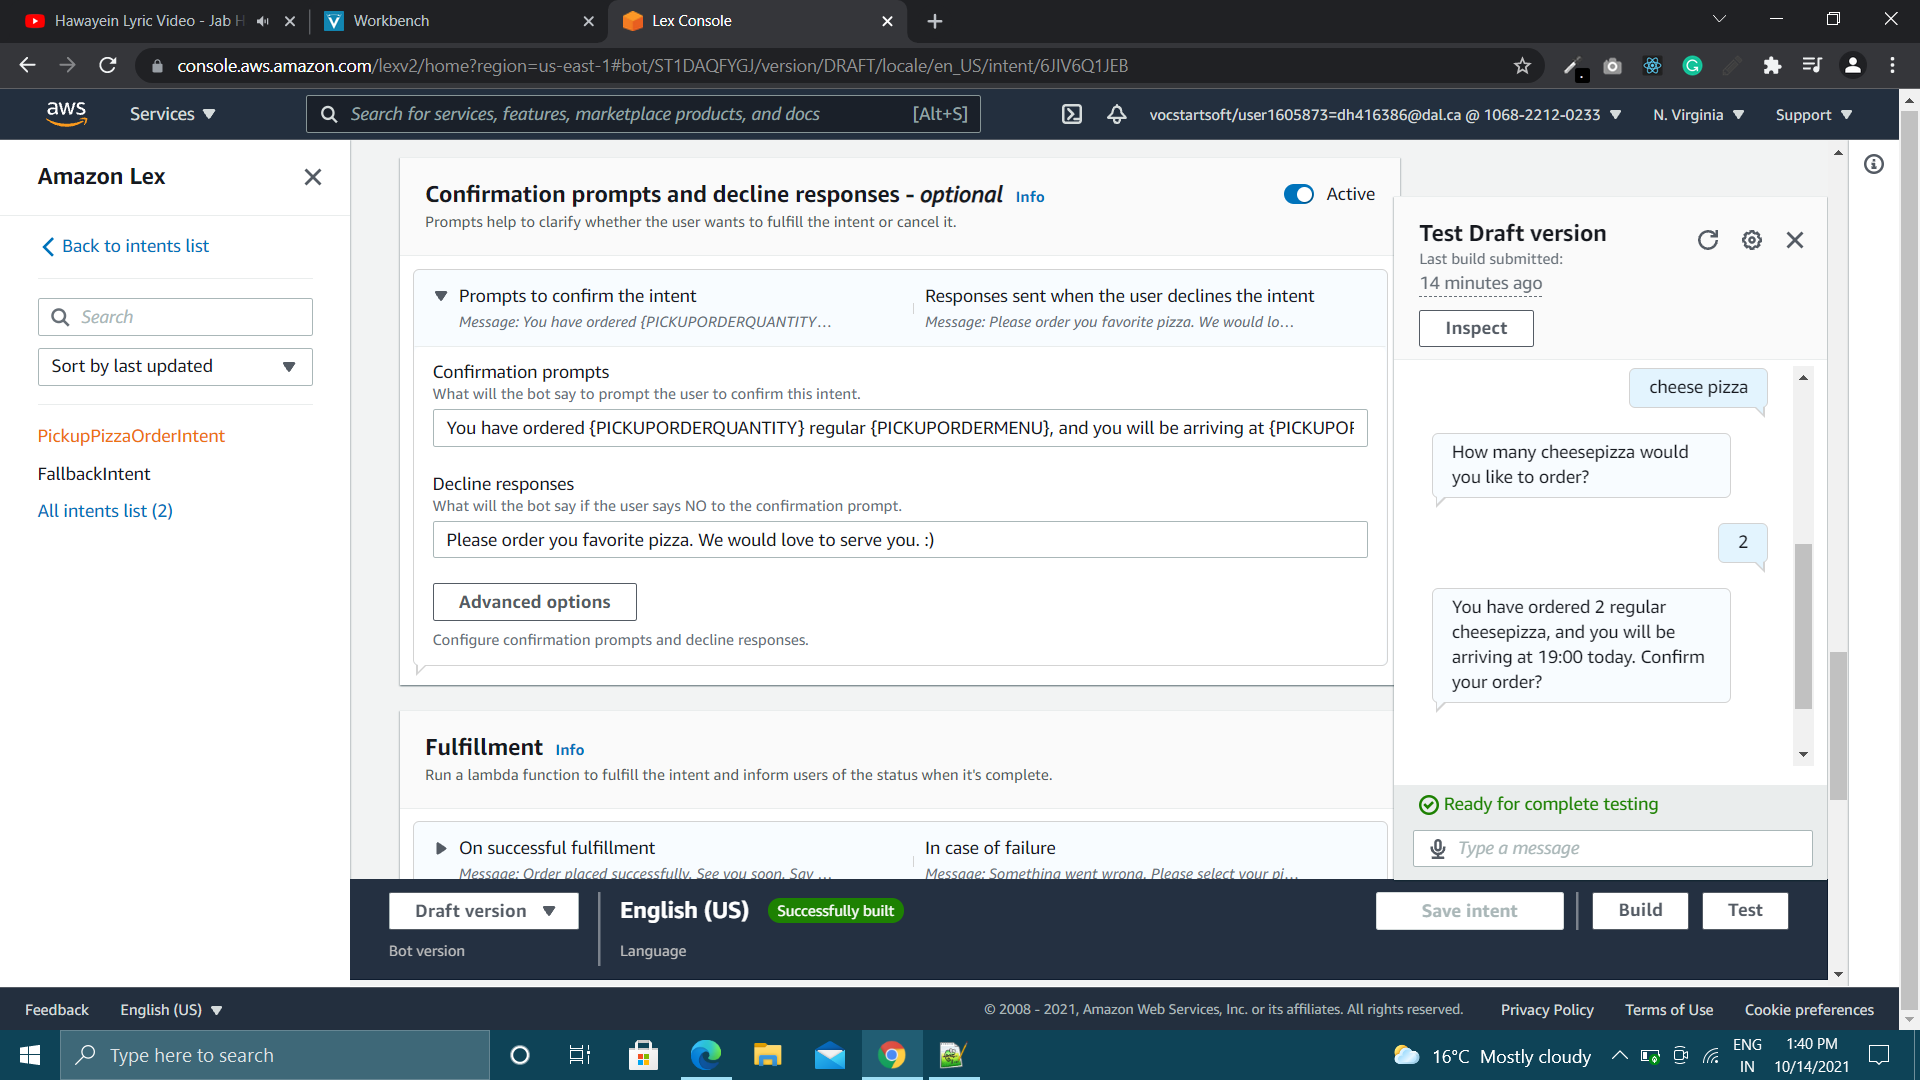 Hawayein Lyric Video - Jab H
Workbench
Lex Console
console.aws.amazon.com/lexv2/home?region=us-east-1#bot/ST1DAQFYGJ/version/DRAFT/locale/en_US/intent/6JIV6Q1JEB
aws
Services
Search for services, features, marketplace products, and docs
[Alt+S]
vocstartsoft/user1605873=dh416386@dal.ca @ 1068-2212-0233
N. Virginia
Support
Amazon Lex
Back to intents list
Search
Sort by last updated
PickupPizzaOrderIntent
FallbackIntent
All intents list (2)
Confirmation prompts and decline responses - optional Info
Active
Prompts help to clarify whether the user wants to fulfill the intent or cancel it.
Prompts to confirm the intent
Message: You have ordered {PICKUPORDERQUANTITY...
Responses sent when the user declines the intent
Message: Please order you favorite pizza. We would lo...
Confirmation prompts
What will the bot say to prompt the user to confirm this intent.
You have ordered {PICKUPORDERQUANTITY} regular {PICKUPORDERMENU}, and you will be arriving at {PICKUPOF
Decline responses
What will the bot say if the user says NO to the confirmation prompt.
Please order you favorite pizza. We would love to serve you. :)
Advanced options
Configure confirmation prompts and decline responses.
Fulfillment Info
Run a lambda function to fulfill the intent and inform users of the status when it's complete.
On successful fulfillment
Message: Order placed successfully. See you soon. Say ...
In case of failure
Message: Something went wrong. Please select your pi...
Test Draft version
Last build submitted:
14 minutes ago
Inspect
cheese pizza
How many cheesepizza would
you like to order?
2
You have ordered 2 regular
cheesepizza, and you will be
arriving at 19:00 today. Confirm
your order?
Ready for complete testing
Type a message
Draft version
Bot version
English (US)
Successfully built
Language
Save intent
Build
Test
Feedback
English (US)
© 2008 - 2021, Amazon Web Services, Inc. or its affiliates. All rights reserved.
Privacy Policy
Terms of Use
Cookie preferences
Type here to search
16°C Mostly cloudy
ENG
IN
1:40 PM
10/14/2021